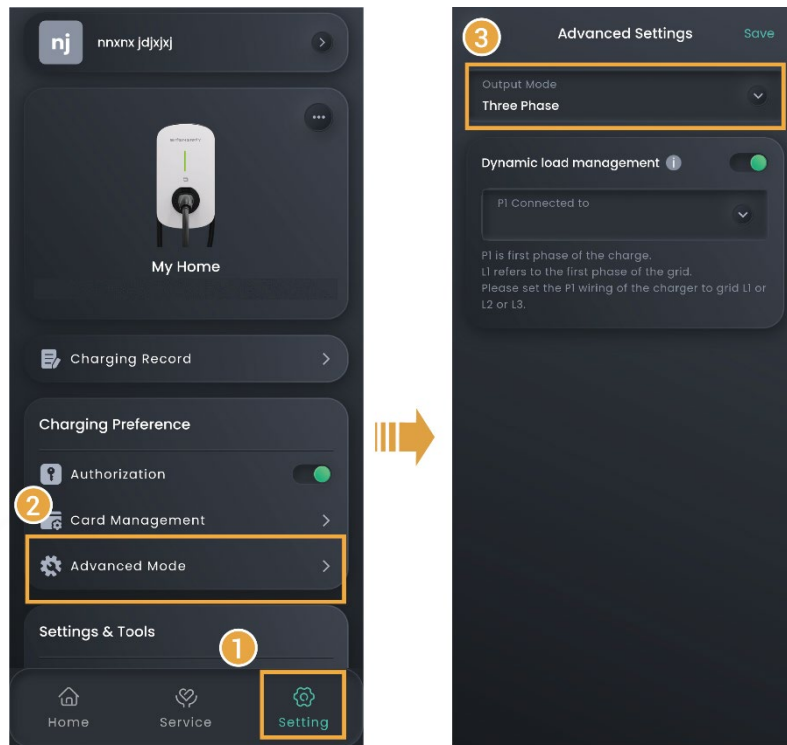 nj
nnxnx jdjxjxj
My Home
Charging Record
Charging Preference
Authorization
2
Card Management
Advanced Mode
Settings & Tools
1
Home
Service
Setting
3
Advanced Settings
Save
Output Mode
Three Phase
Dynamic load management i
P1 Connected to
P1 is first phase of the charge.
L1 refers to the first phase of the grid.
Please set the P1 wiring of the charger to grid L1 or
L2 or L3.